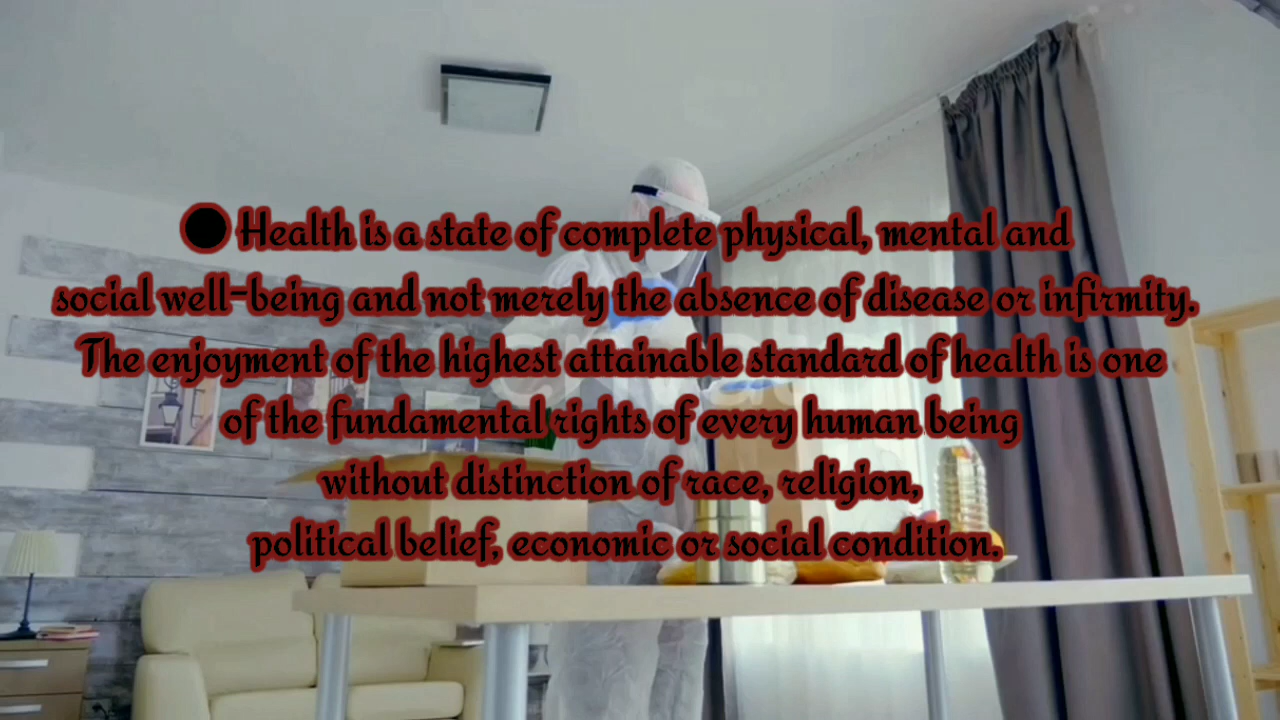 ● Health is a state of complete physical, mental and
social well-being and not merely the absence of disease or infirmity.
The enjoyment of the highest attainable standard of health is one
of the fundamental rights of every human being
without distinction of race, religion,
political belief, economic or social condition.